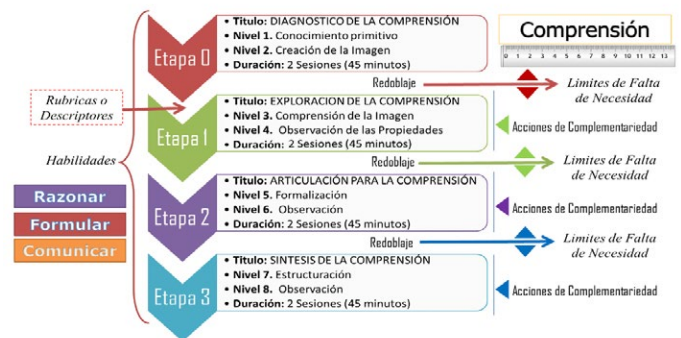 Etapa 0
• Titulo: DIAGNOSTICO DE LA COMPRENSIÓN
• Nivel 1. Conocimiento primitivo
• Nivel 2. Creación de la Imagen
• Duración: 2 Sesiones (45 minutos)
Comprensión
0 1 2 3 4 5 6 7 8 9 10 11 12 13
Redoblaje
Limites de Falta
de Necesidad
Rubricas o
Descriptores
Etapa 1
• Titulo: EXPLORACION DE LA COMPRENSIÓN
• Nivel 3. Comprensión de la Imagen
• Nivel 4. Observación de las Propiedades
• Duración: 2 Sesiones (45 minutos)
Acciones de Complementariedad
Habilidades
Redoblaje
Limites de Falta
de Necesidad
Razonar
Formular
Comunicar
Etapa 2
• Titulo: ARTICULACIÓN PARA LA COMPRENSIÓN
• Nivel 5. Formalización
• Nivel 6. Observación
• Duración: 2 Sesiones (45 minutos)
Acciones de Complementariedad
Redoblaje
Limites de Falta
de Necesidad
Etapa 3
• Titulo: SINTESIS DE LA COMPRENSIÓN
• Nivel 7. Estructuración
• Nivel 8. Observación
• Duración: 2 Sesiones (45 minutos)
Acciones de Complementariedad